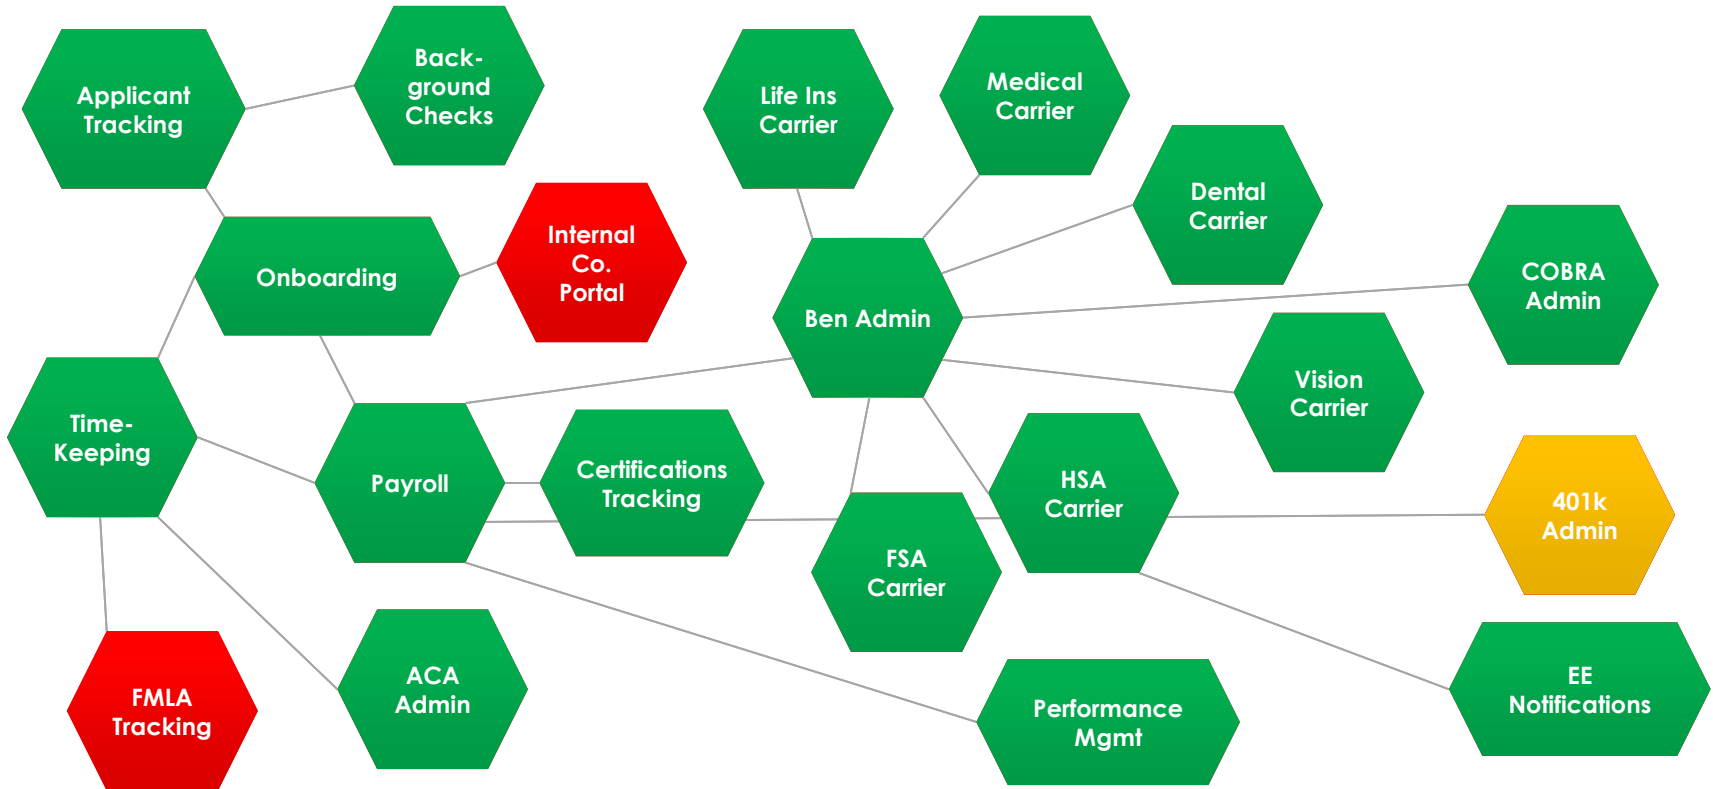 Applicant
Tracking
Back-
ground
Checks
Life Ins
Carrier
Medical
Carrier
Dental
Carrier
Onboarding
Internal
Co.
Portal
Ben Admin
COBRA
Admin
Vision
Carrier
Time-
Keeping
Payroll
Certifications
Tracking
HSA
Carrier
401k
Admin
FSA
Carrier
FMLA
Tracking
ACA
Admin
Performance
Mgmt
EE
Notifications